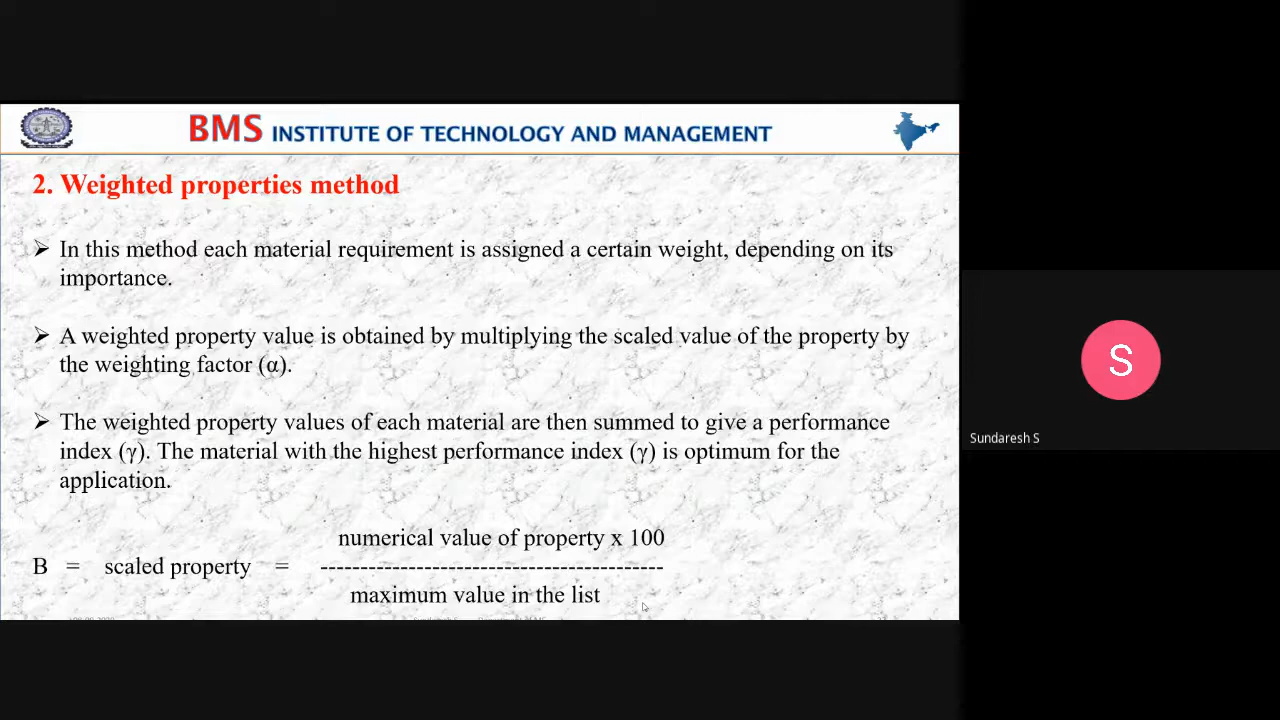 BMS INSTITUTE OF TECHNOLOGY AND MANAGEMENT
2. Weighted properties method
➢ In this method each material requirement is assigned a certain weight, depending on its
importance.
➢ A weighted property value is obtained by multiplying the scaled value of the property by
the weighting factor (α).
➢ The weighted property values of each material are then summed to give a performance
index (γ). The material with the highest performance index (γ) is optimum for the
application.
numerical value of property x 100
B = scaled property = -------------------------------------------
maximum value in the list
S
Sundaresh S